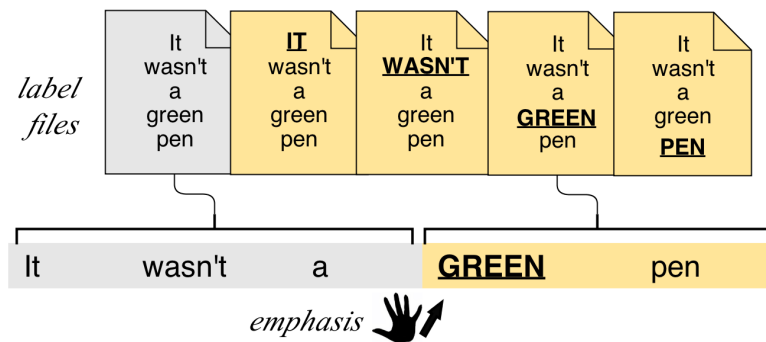 label
files
It
wasn't
a
green
pen
IT
wasn't
a
green
pen
It
WASN'T
a
green
pen
It
wasn't
a
GREEN
pen
It
wasn't
a
green
PEN
It wasn't a GREEN pen
emphasis